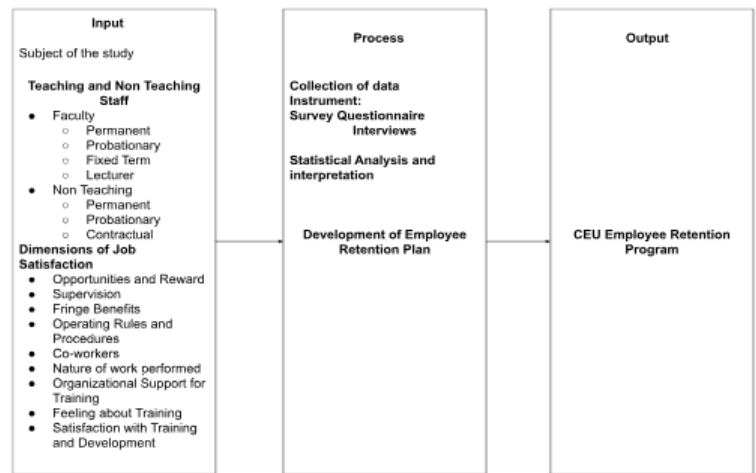 Input
Subject of the study
Teaching and Non Teaching
Staff
● Faculty
○ Permanent
○ Probationary
○ Fixed Term
○ Lecturer
● Non Teaching
○ Permanent
○ Probationary
○ Contractual
Dimensions of Job
Satisfaction
● Opportunities and Reward
● Supervision
● Fringe Benefits
● Operating Rules and
Procedures
● Co-workers
● Nature of work performed
● Organizational Support for
Training
● Feeling about Training
● Satisfaction with Training
and Development
Process
Collection of data
Instrument:
Survey Questionnaire
Interviews
Statistical Analysis and
interpretation
Development of Employee
Retention Plan
Output
CEU Employee Retention
Program